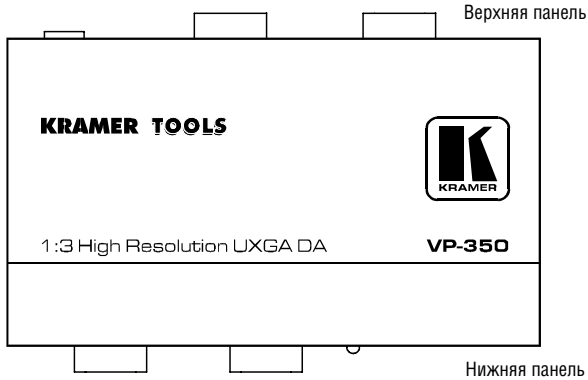 Верхняя панель
KRAMER TOOLS
KRAMER
1:3 High Resolution UXGA DA VP-350
Нижняя панель